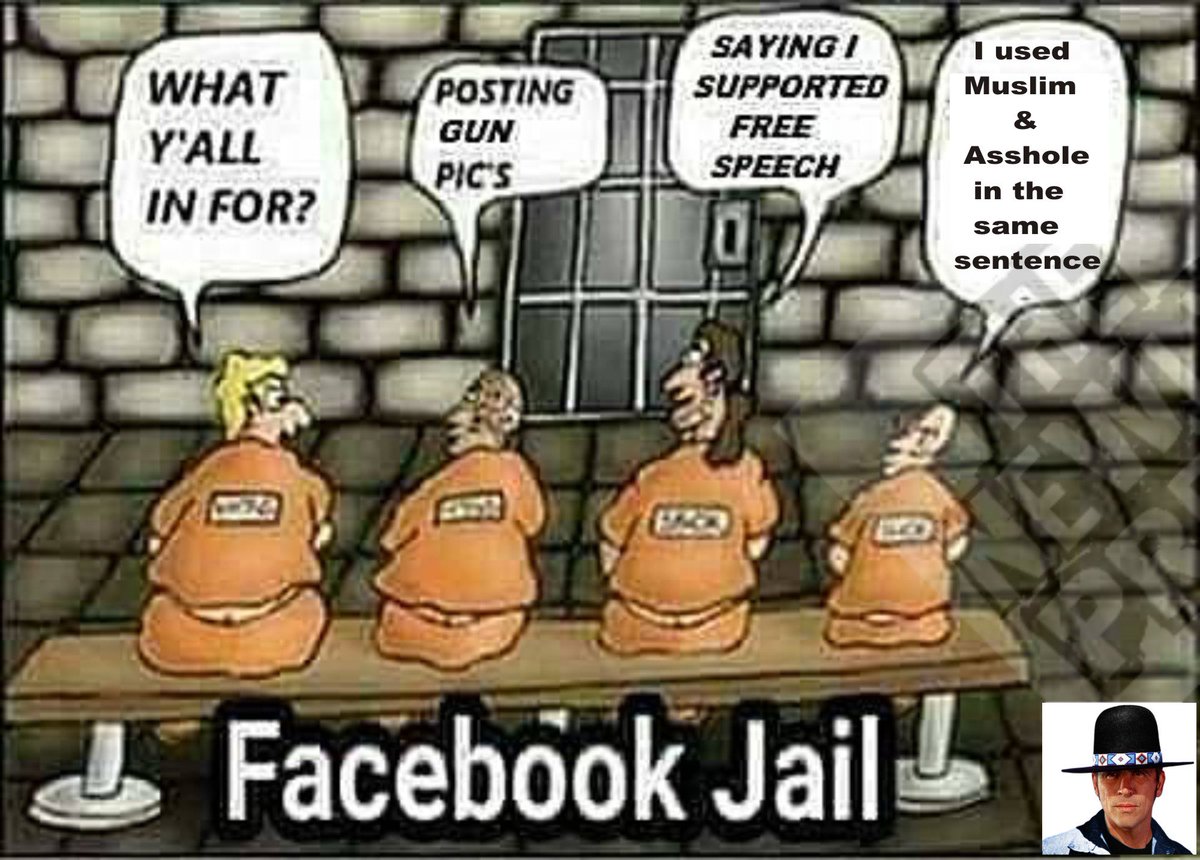 WHAT
Y'ALL
IN FOR?
POSTING
GUN
PIC'S
SAYING I
SUPPORTED
FREE
SPEECH
I used
Muslim
&
Asshole
in the
same
sentence
Facebook Jail